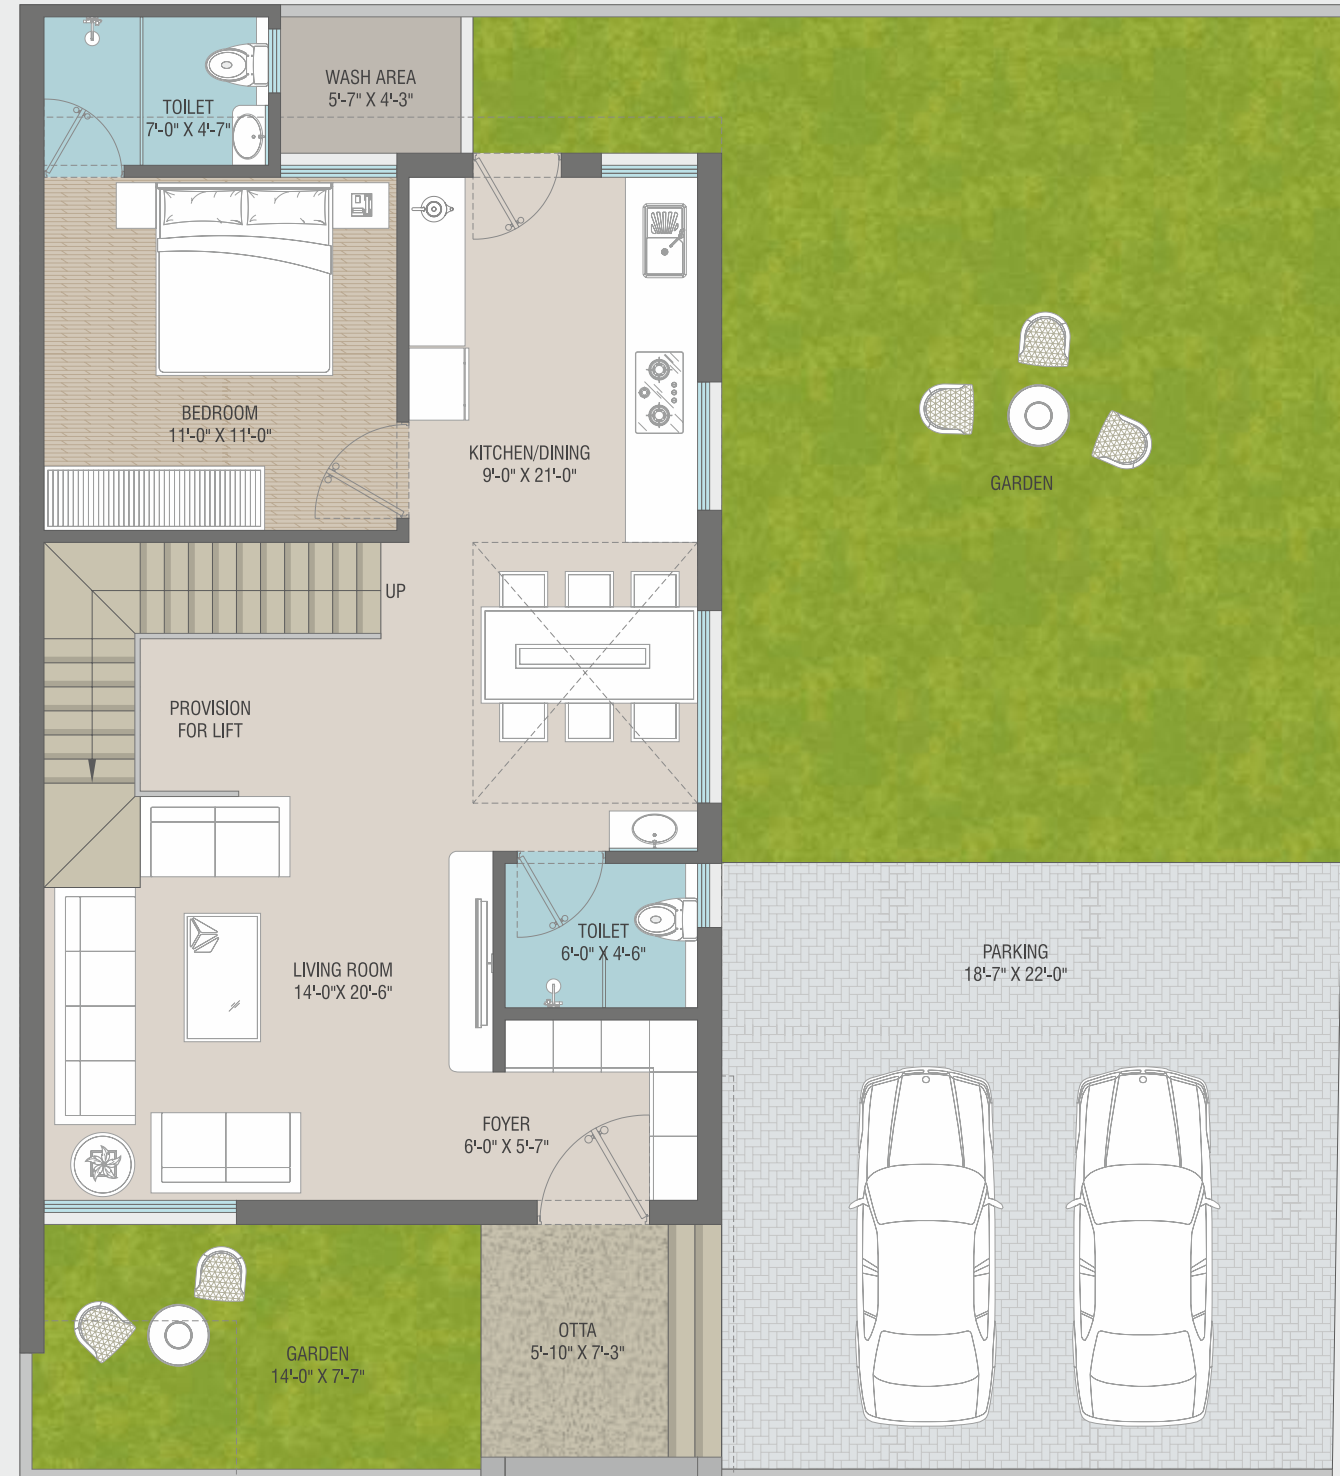 WASH AREA
5'-7" X 4'-3"
TOILET
7'-0" X 4'-7"
BEDROOM
11'-0" X 11'-0"
KITCHEN/DINING
9'-0" X 21'-0"
GARDEN
UP
PROVISION
FOR LIFT
TOILET
6'-0" X 4'-6"
PARKING
18'-7" X 22'-0"
LIVING ROOM
14'-0"X 20'-6"
FOYER
6'-0" X 5'-7"
OTTA
5'-10" X 7'-3"
GARDEN
14'-0" X 7'-7"